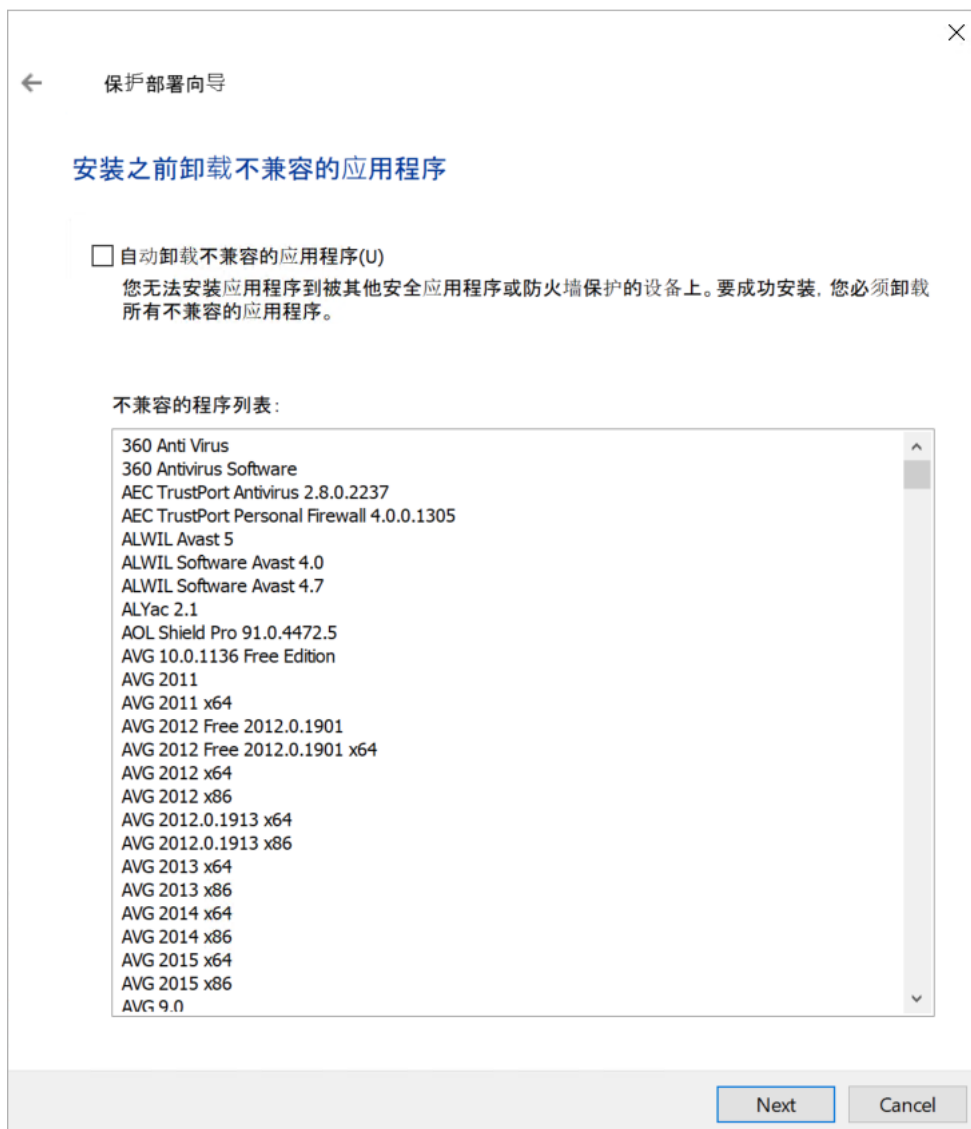 保护部署向导
安装之前卸载不兼容的应用程序
自动卸载不兼容的应用程序(U)
您无法安装应用程序到被其他安全应用程序或防火墙保护的设备上。要成功安装, 您必须卸载
所有不兼容的应用程序。
不兼容的程序列表:
360 Anti Virus
360 Antivirus Software
AEC TrustPort Antivirus 2.8.0.2237
AEC TrustPort Personal Firewall 4.0.0.1305
ALWIL Avast 5
ALWIL Software Avast 4.0
ALWIL Software Avast 4.7
ALYac 2.1
AOL Shield Pro 91.0.4472.5
AVG 10.0.1136 Free Edition
AVG 2011
AVG 2011 x64
AVG 2012 Free 2012.0.1901
AVG 2012 Free 2012.0.1901 x64
AVG 2012 x64
AVG 2012 x86
AVG 2012.0.1913 x64
AVG 2012.0.1913 x86
AVG 2013 x64
AVG 2013 x86
AVG 2014 x64
AVG 2014 x86
AVG 2015 x64
AVG 2015 x86
AVG 9.0
Next Cancel